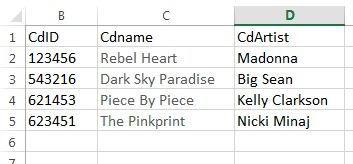 B C D
1 CdID Cdname CdArtist
2 123456 Rebel Heart Madonna
3 543216 Dark Sky Paradise Big Sean
4 621453 Piece By Piece Kelly Clarkson
5 623451 The Pinkprint Nicki Minaj
6